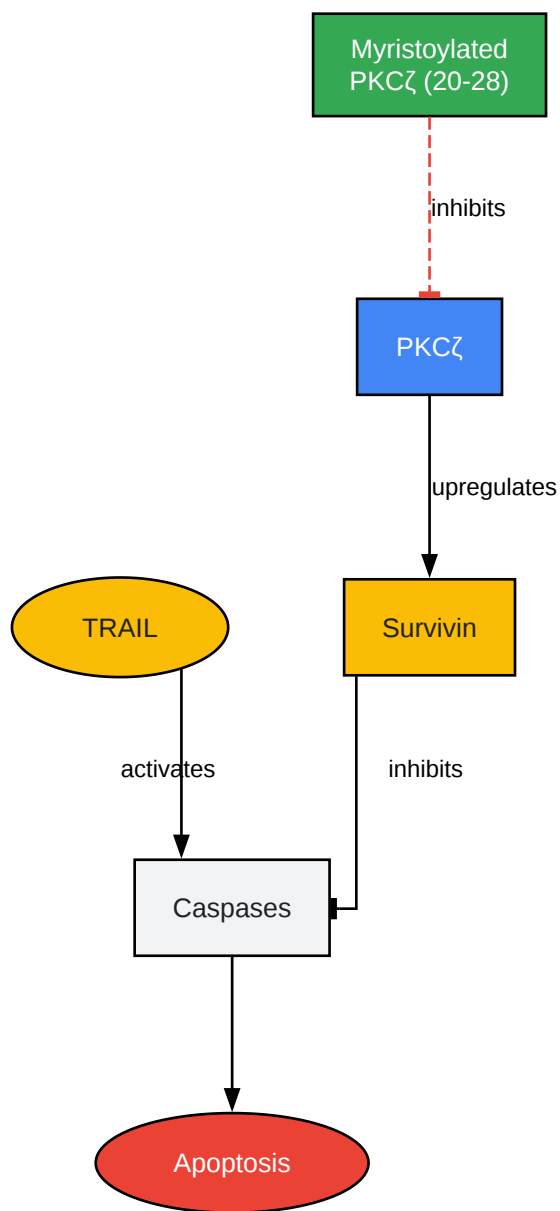 Myristoylated
PKCζ (20-28)
inhibits
PKCζ
upregulates
TRAIL
Survivin
activates
inhibits
Caspases
Apoptosis